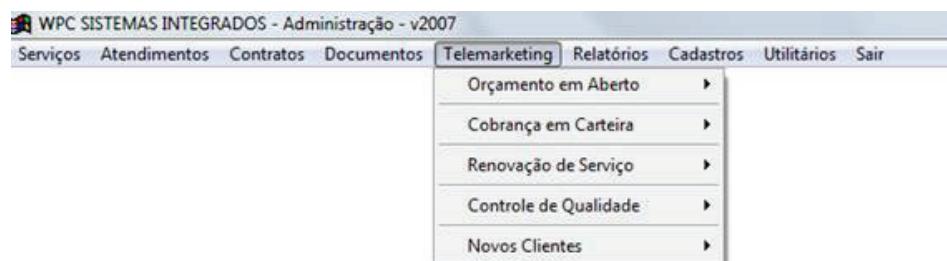 WPC SISTEMAS INTEGRADOS - Administração - v2007
Serviços Atendimentos Contratos Documentos Telemarketing Relatórios Cadastros Utilitários Sair
Orçamento em Aberto
Cobrança em Carteira
Renovação de Serviço
Controle de Qualidade
Novos Clientes